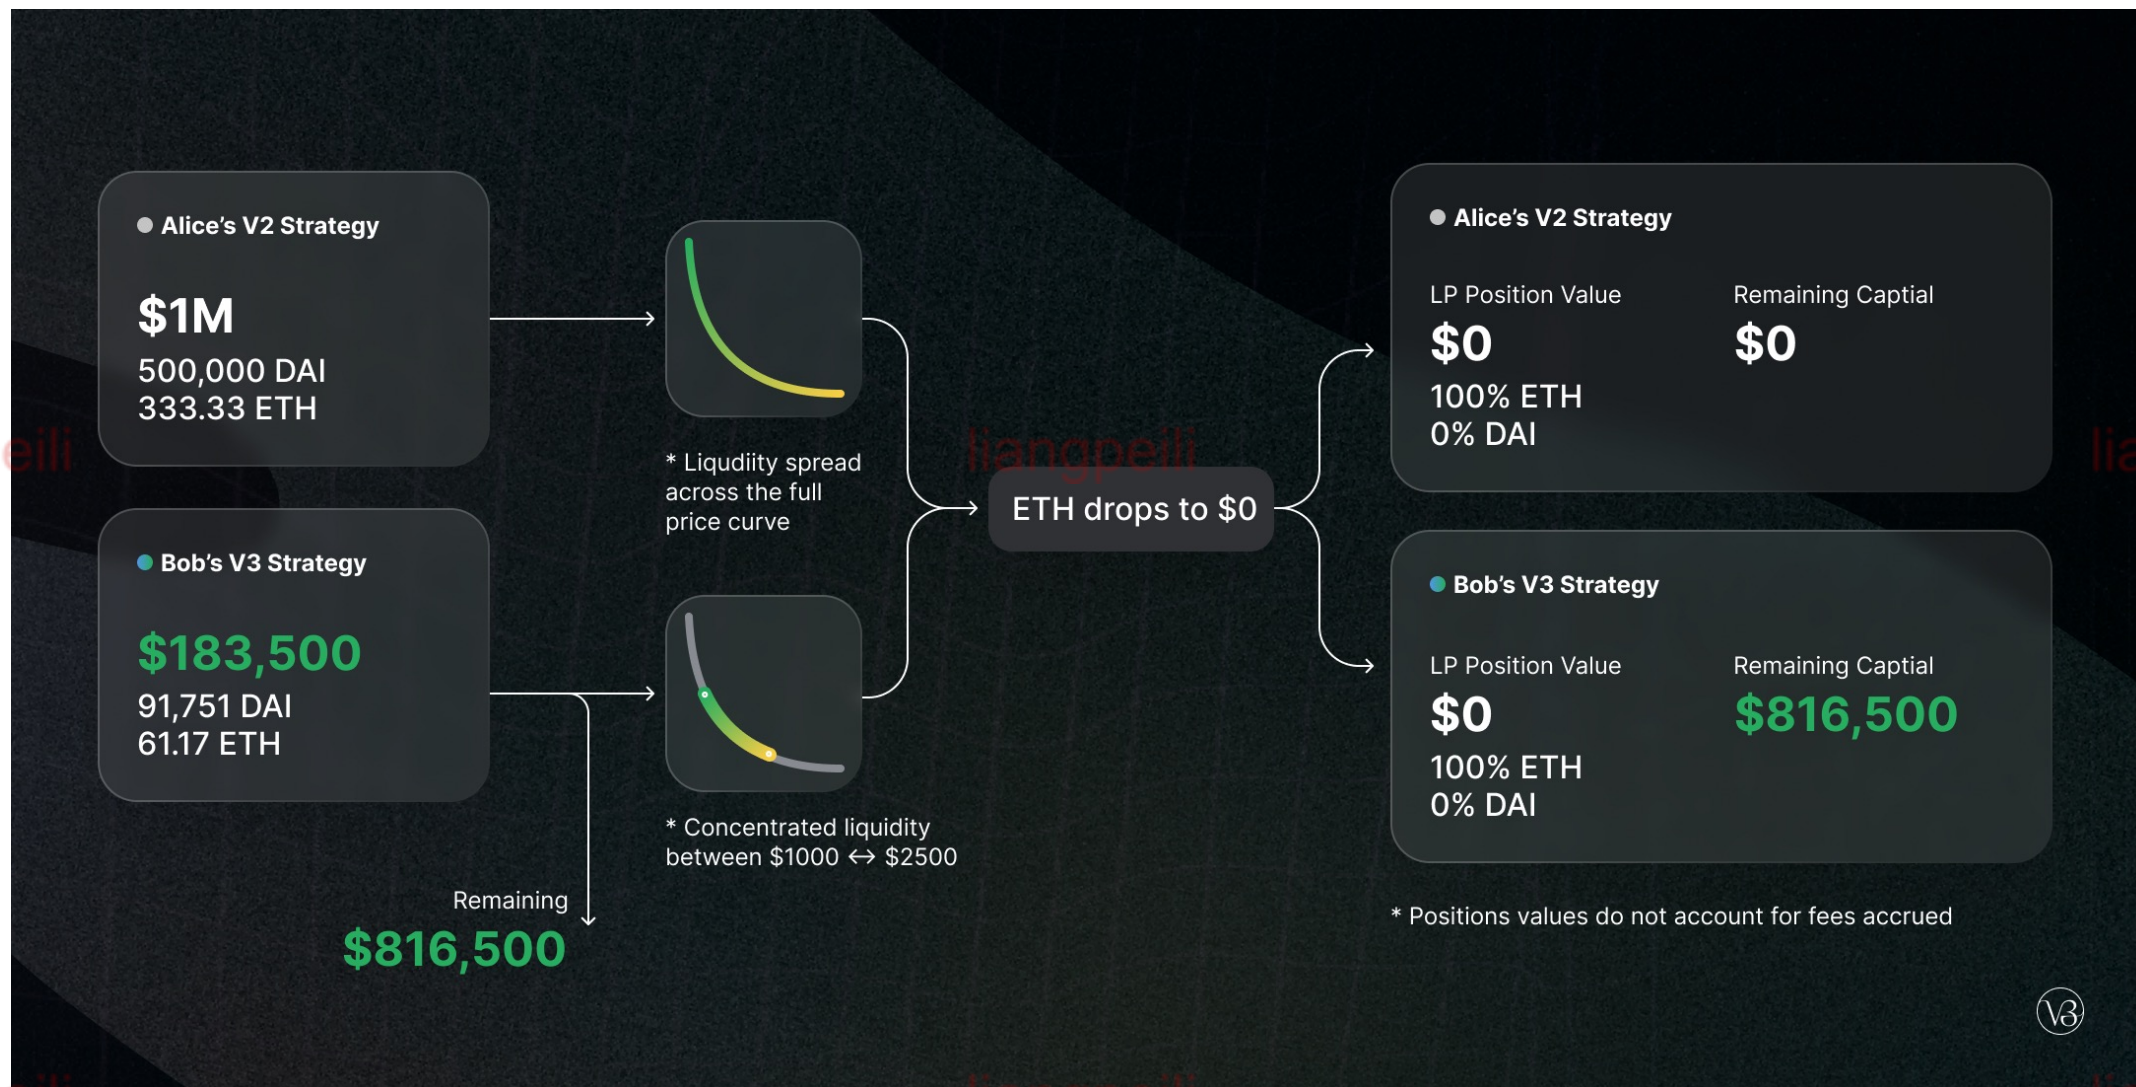 Alice’s V2 Strategy
$1M
500,000 DAI
333.33 ETH
* Liqudiity spread
across the full
price curve
Bob’s V3 Strategy
$183,500
91,751 DAI
61.17 ETH
Remaining
$816,500
* Concentrated liquidity
between $1000 ↔ $2500
liangpeili
ETH drops to $0
Alice’s V2 Strategy
LP Position Value
Remaining Captial
$0
$0
100% ETH
0% DAI
Bob’s V3 Strategy
LP Position Value
Remaining Captial
$0
$816,500
100% ETH
0% DAI
* Positions values do not account for fees accrued
V3
eili
lia